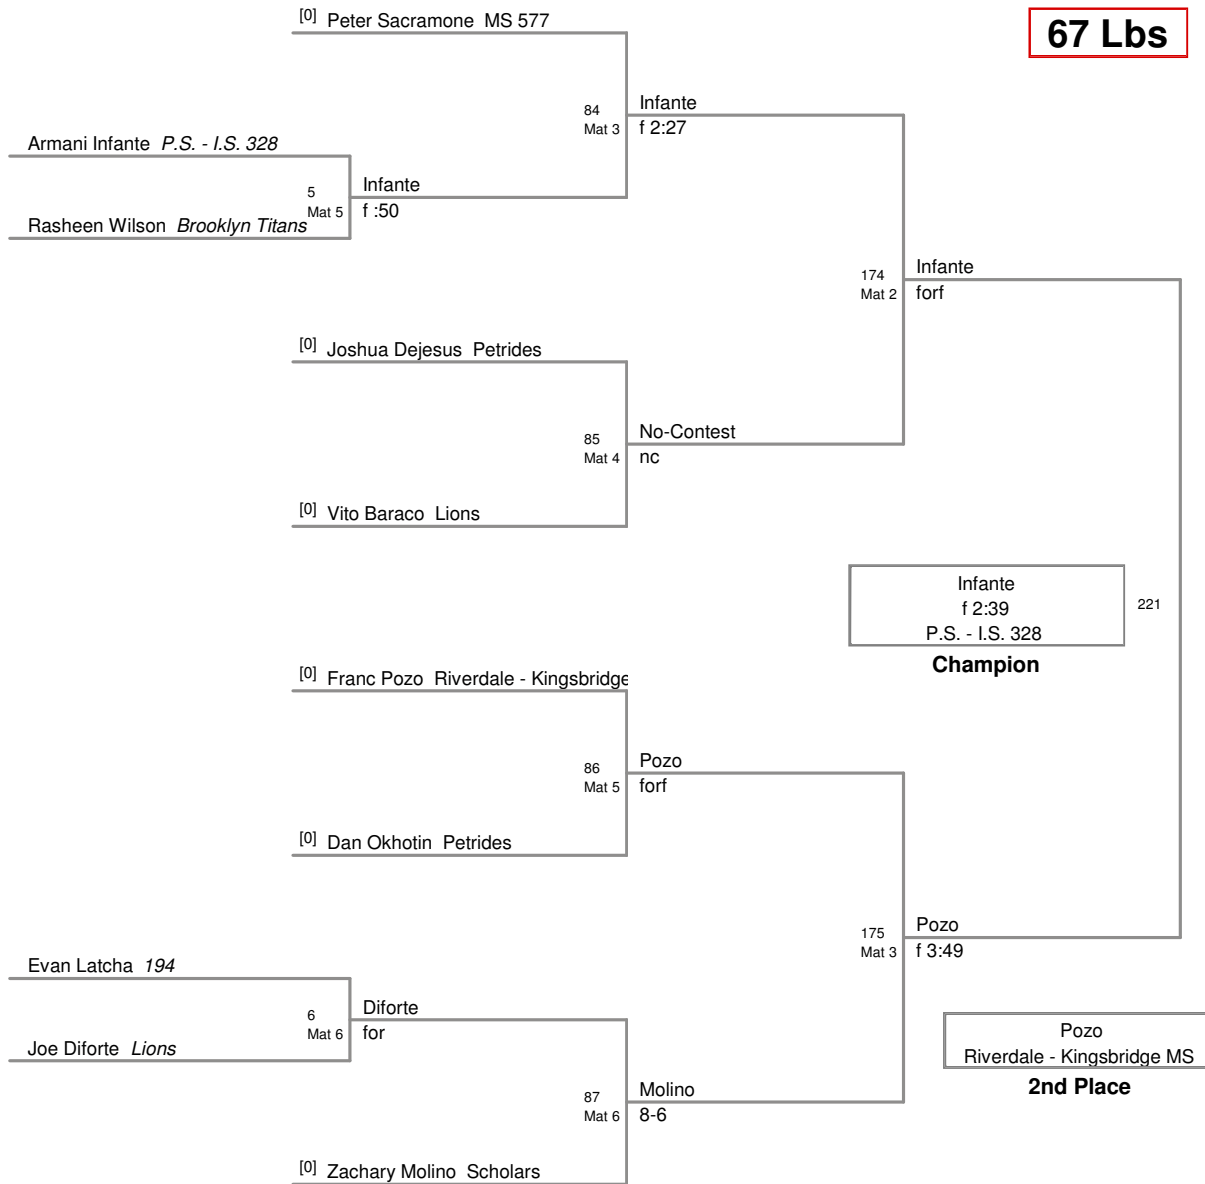 [0] Peter Sacramone MS 577
67 Lbs
84
Mat 3
Infante
f 2:27
Armani Infante P.S. - I.S. 328
5
Mat 5
Infante
f :50
Rasheen Wilson Brooklyn Titans
174
Mat 2
Infante
forf
[0] Joshua Dejesus Petrides
85
Mat 4
No-Contest
nc
[0] Vito Baraco Lions
Infante
f 2:39
P.S. - I.S. 328
221
Champion
[0] Franc Pozo Riverdale - Kingsbridge
86
Mat 5
Pozo
forf
[0] Dan Okhotin Petrides
175
Mat 3
Pozo
f 3:49
Evan Latcha 194
6
Mat 6
Diforte
for
Joe Diforte Lions
Pozo
Riverdale - Kingsbridge MS
2nd Place
87
Mat 6
Molino
8-6
[0] Zachary Molino Scholars